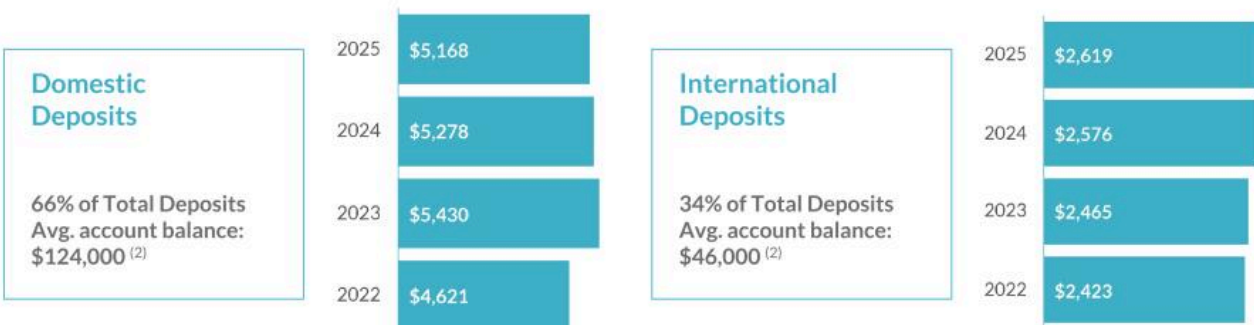 Domestic
Deposits
66% of Total Deposits
Avg. account balance:
$124,000 (2)
2025 $5,168
2024 $5,278
2023 $5,430
2022 $4,621
International
Deposits
34% of Total Deposits
Avg. account balance:
$46,000 (2)
2025 $2,619
2024 $2,576
2023 $2,465
2022 $2,423